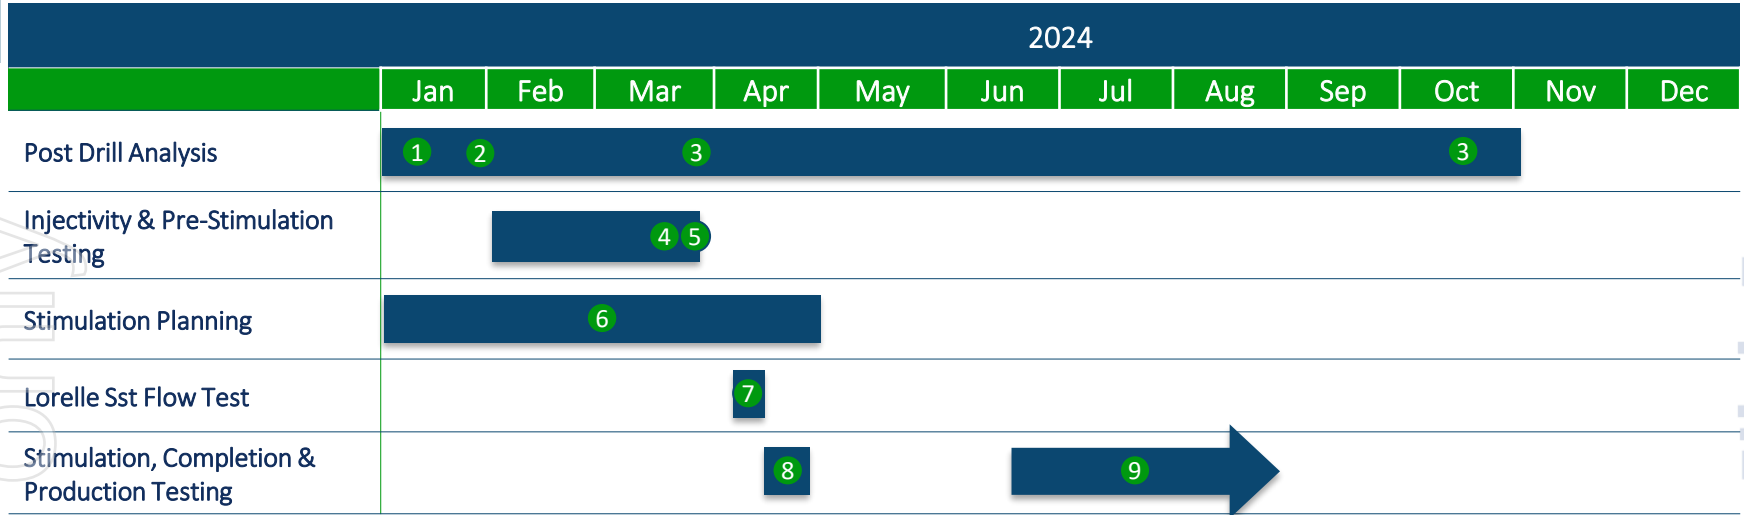 2024
Jan Feb Mar Apr May Jun Jul Aug Sep Oct Nov Dec
Post Drill Analysis 1 2 3 3
Injectivity & Pre-Stimulation
Testing
4 5
Stimulation Planning 6
Lorelle Sst Flow Test 7
Stimulation, Completion &
Production Testing
8 9